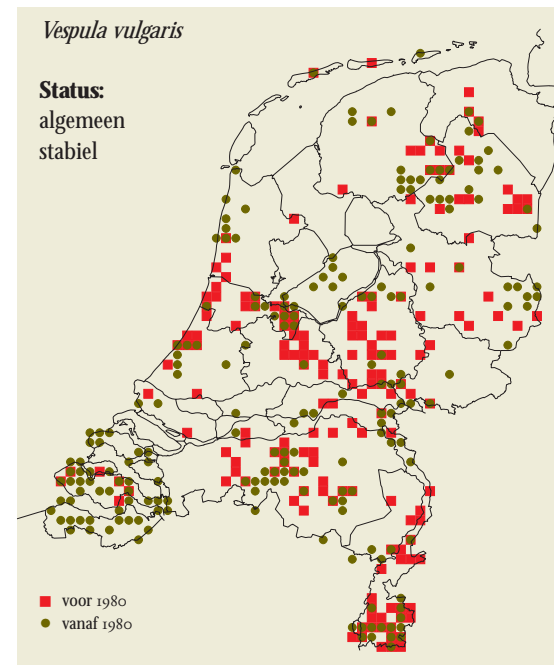 Vespula vulgaris
Status:
algemeen
stabiel
voor 1980
vanaf 1980